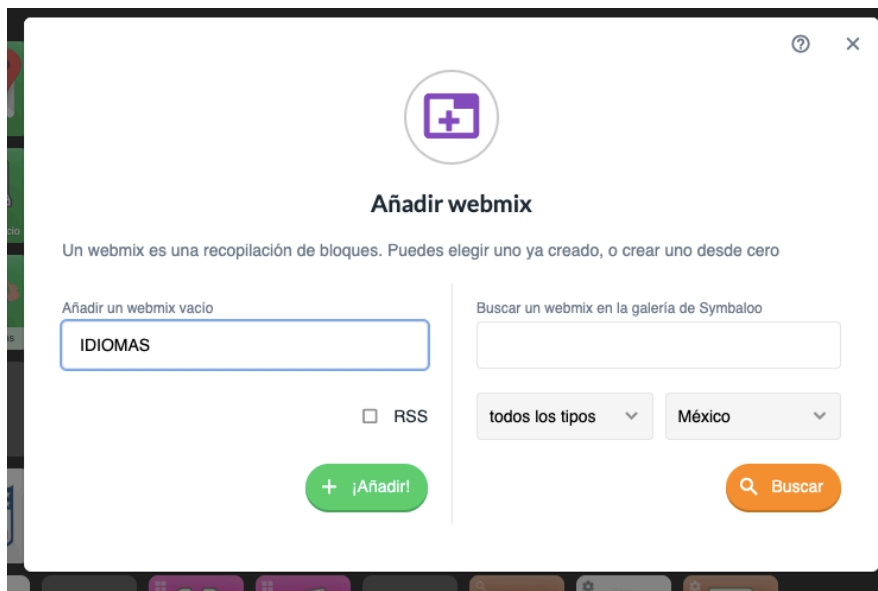 Añadir webmix
Un webmix es una recopilación de bloques. Puedes elegir uno ya creado, o crear uno desde cero
Añadir un webmix vacío
IDIOMAS
RSS
+ ¡Añadir!
Buscar un webmix en la galería de Symbaloo
todos los tipos
México
Buscar
cio